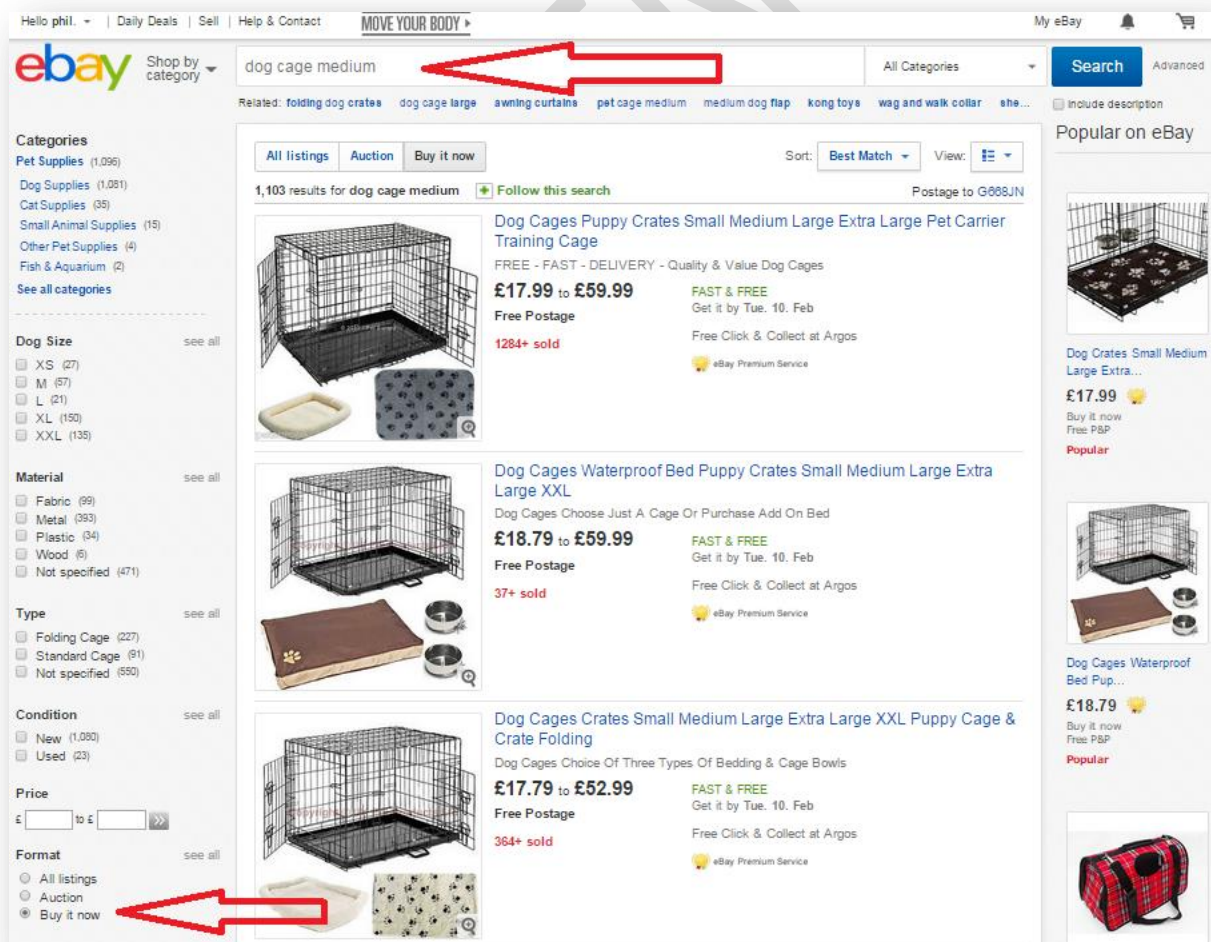 Hello phil. | Daily Deals | Sell | Help & Contact MOVE YOUR BODY My eBay
ebay Shop by category dog cage medium All Categories Search Advanced
Related: folding dog crates dog cage large awning curtains pet cage medium medium dog flap kong toys wag and walk collar she... Include description
Categories
Pet Supplies (1,096)
Dog Supplies (1,081)
Cat Supplies (35)
Small Animal Supplies (15)
Other Pet Supplies (4)
Fish & Aquarium (2)
See all categories
Dog Size see all
XS (27)
M (57)
L (21)
XL (150)
XXL (135)
Material see all
Fabric (99)
Metal (393)
Plastic (34)
Wood (6)
Not specified (471)
Type see all
Folding Cage (227)
Standard Cage (91)
Not specified (550)
Condition see all
New (1,080)
Used (23)
Price
£ to £ >>
Format see all
All listings
Auction
Buy it now
All listings Auction Buy it now Sort: Best Match View:
1,103 results for dog cage medium + Follow this search Postage to G668JN
Dog Cages Puppy Crates Small Medium Large Extra Large Pet Carrier
Training Cage
FREE - FAST - DELIVERY - Quality & Value Dog Cages
£17.99 to £59.99 FAST & FREE
Get it by Tue. 10. Feb
Free Postage
Free Click & Collect at Argos
1284+ sold
eBay Premium Service
Dog Cages Waterproof Bed Puppy Crates Small Medium Large Extra
Large XXL
Dog Cages Choose Just A Cage Or Purchase Add On Bed
£18.79 to £59.99 FAST & FREE
Get it by Tue. 10. Feb
Free Postage
Free Click & Collect at Argos
37+ sold
eBay Premium Service
Dog Cages Crates Small Medium Large Extra Large XXL Puppy Cage &
Crate Folding
Dog Cages Choice Of Three Types Of Bedding & Cage Bowls
£17.79 to £52.99 FAST & FREE
Get it by Tue. 10. Feb
Free Postage
Free Click & Collect at Argos
364+ sold
eBay Premium Service
Popular on eBay
Dog Crates Small Medium
Large Extra...
£17.99
Buy it now
Free P&P
Popular
Dog Cages Waterproof
Bed Pup...
£18.79
Buy it now
Free P&P
Popular